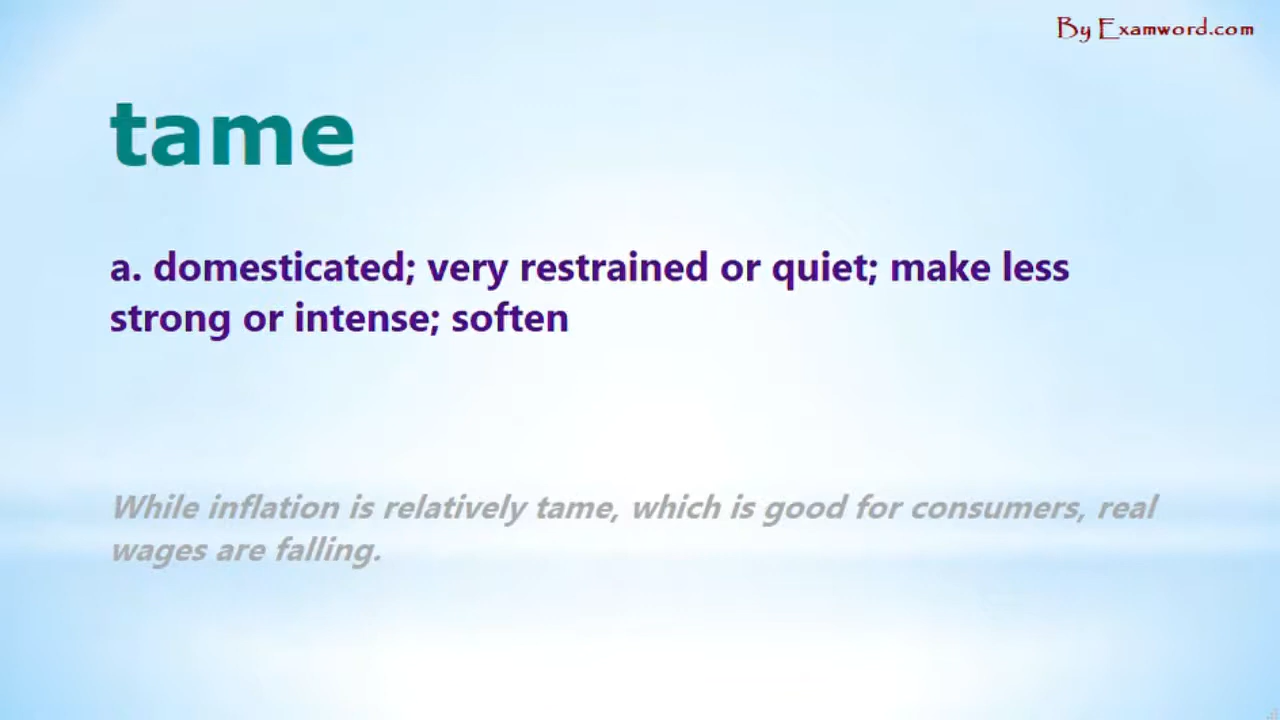 By Examword.com
tame
a. domesticated; very restrained or quiet; make less
strong or intense; soften
While inflation is relatively tame, which is good for consumers, real
wages are falling.